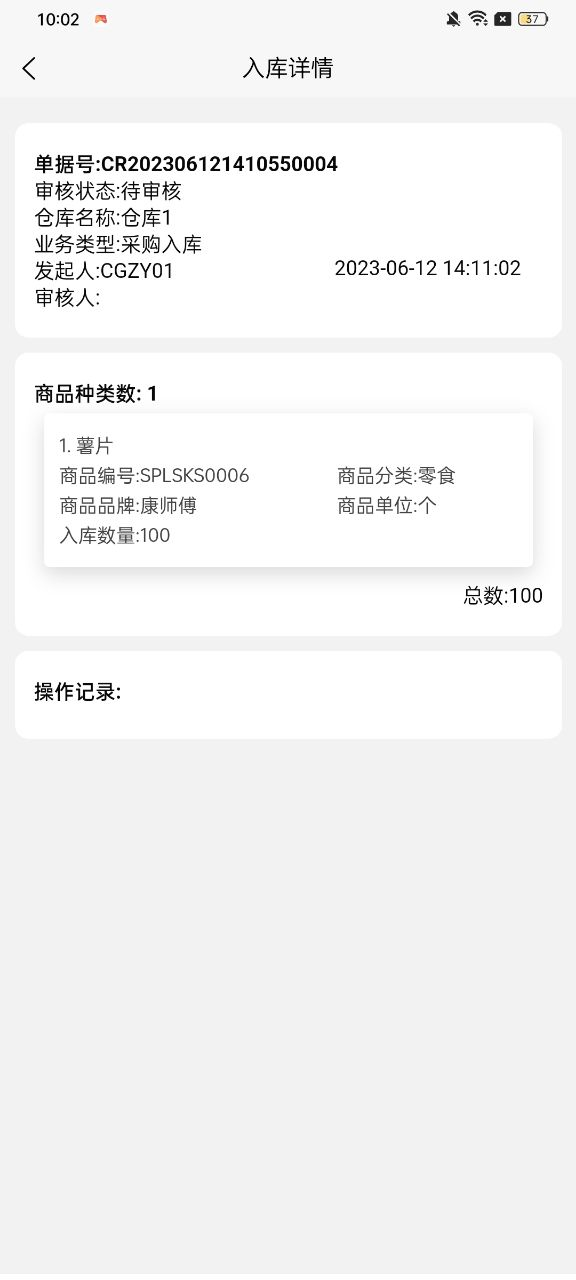 10:02
37
入库详情
单据号:CR202306121410550004
审核状态:待审核
仓库名称:仓库1
业务类型:采购入库
发起人:CGZY01 2023-06-12 14:11:02
审核人:
商品种类数: 1
1. 薯片
商品编号:SPLSKS0006 商品分类:零食
商品品牌:康师傅 商品单位:个
入库数量:100
总数:100
操作记录: